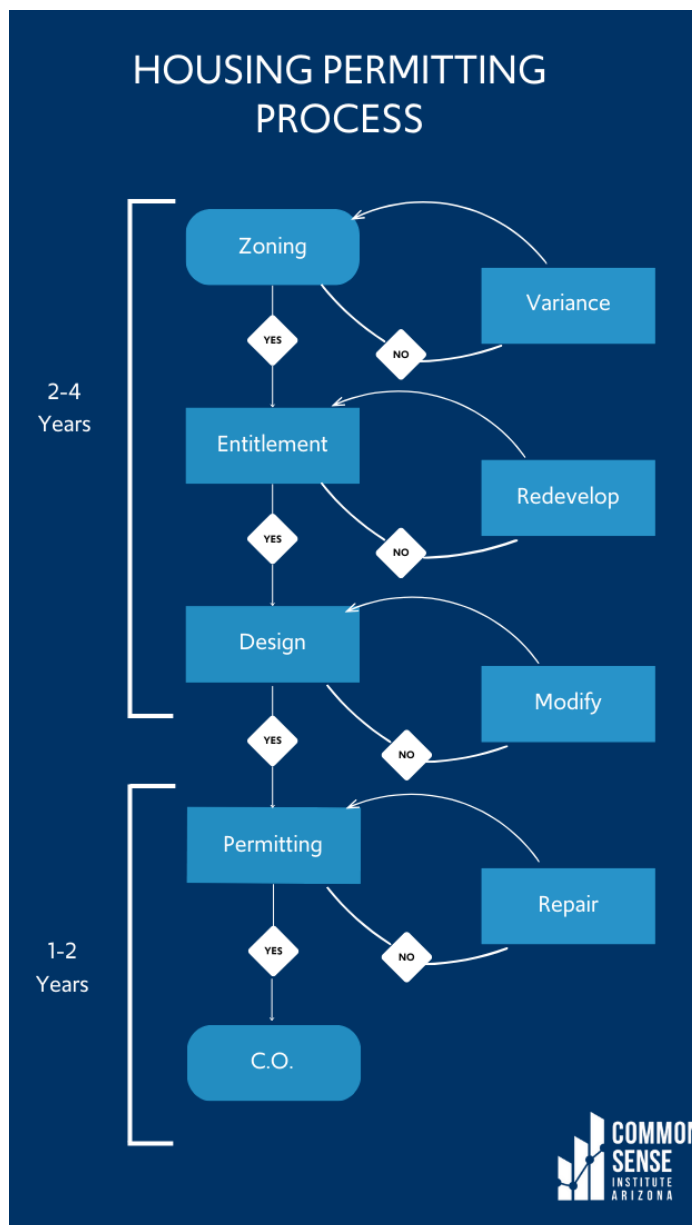 HOUSING PERMITTING
PROCESS
Zoning
Variance
YES
NO
2-4
Years
Entitlement
Redevelop
YES
NO
Design
Modify
YES
NO
Permitting
Repair
1-2
Years
YES
NO
C.O.
COMMON
SENSE
INSTITUTE
ARIZONA